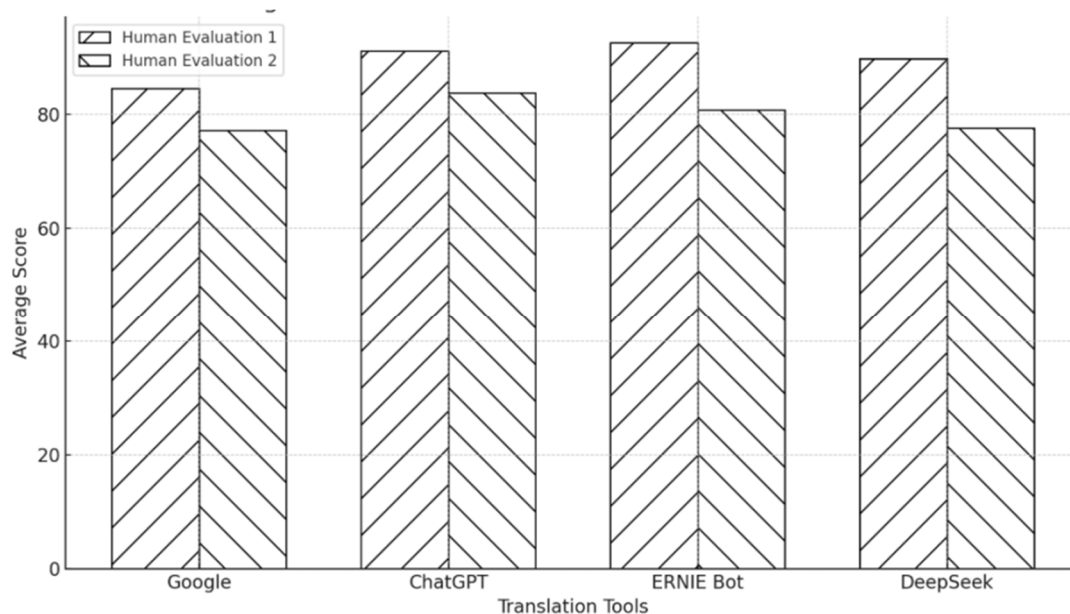 Human Evaluation 1
Human Evaluation 2
80
60
40
20
0
Average Score
Google
ChatGPT
ERNIE Bot
DeepSeek
Translation Tools